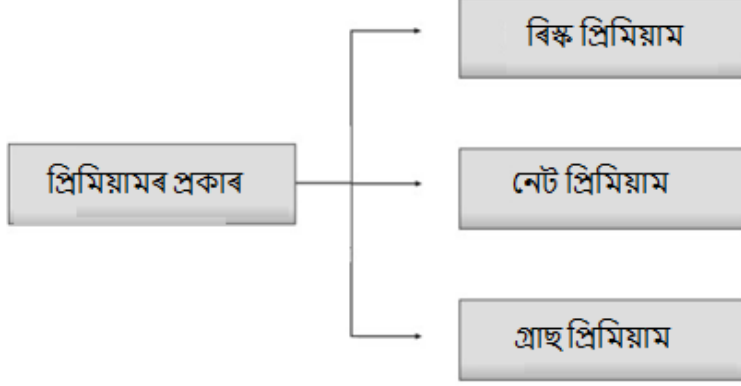 ৰিস্ক প্ৰিমিয়াম
প্ৰিমিয়ামৰ প্ৰকাৰ
নেট প্ৰিমিয়াম
গ্ৰাছ প্ৰিমিয়াম